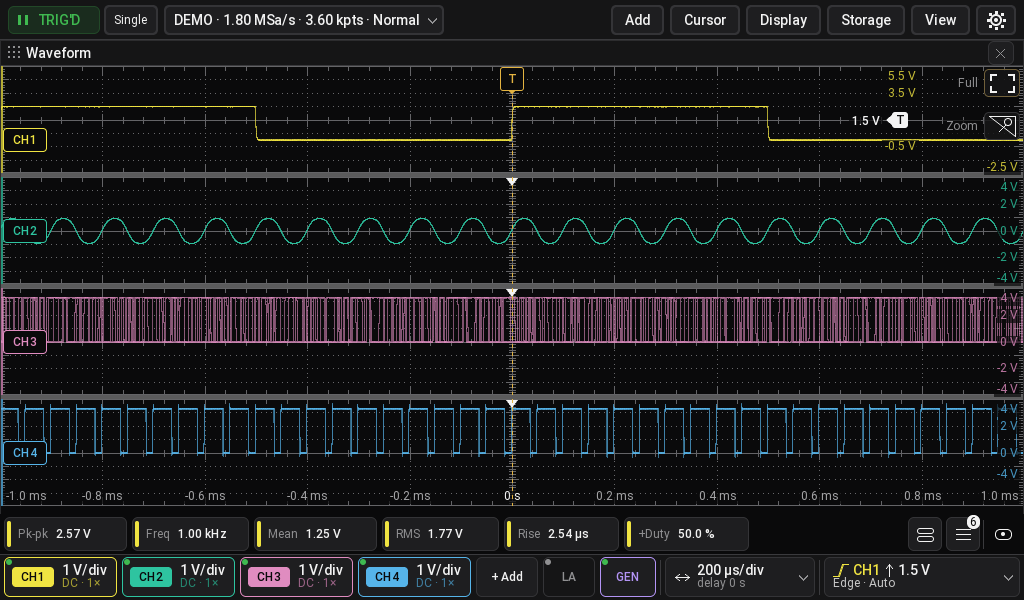 TRIG'D
Single
DEMO · 1.80 MSa/s · 3.60 kpts · Normal
Add
Cursor
Display
Storage
View
Waveform
T
5.5 V
3.5 V
Full
1.5 V
T
Zoom
-0.5 V
-2.5 V
CH1
4 V
2 V
0 V
-2 V
-4 V
CH2
4 V
2 V
0 V
-2 V
-4 V
CH3
4 V
2 V
0 V
-4 V
CH4
-1.0 ms
-0.8 ms
-0.6 ms
-0.4 ms
-0.2 ms
0 s
0.2 ms
0.4 ms
0.6 ms
0.8 ms
1.0 ms
Pk-pk 2.57 V
Freq 1.00 kHz
Mean 1.25 V
RMS 1.77 V
Rise 2.54 µs
+Duty 50.0 %
6
CH1
1 V/div
DC · 1×
CH2
1 V/div
DC · 1×
CH3
1 V/div
DC · 1×
CH4
1 V/div
DC · 1×
+ Add
LA
GEN
200 µs/div
delay 0 s
CH1 1.5 V
Edge · Auto